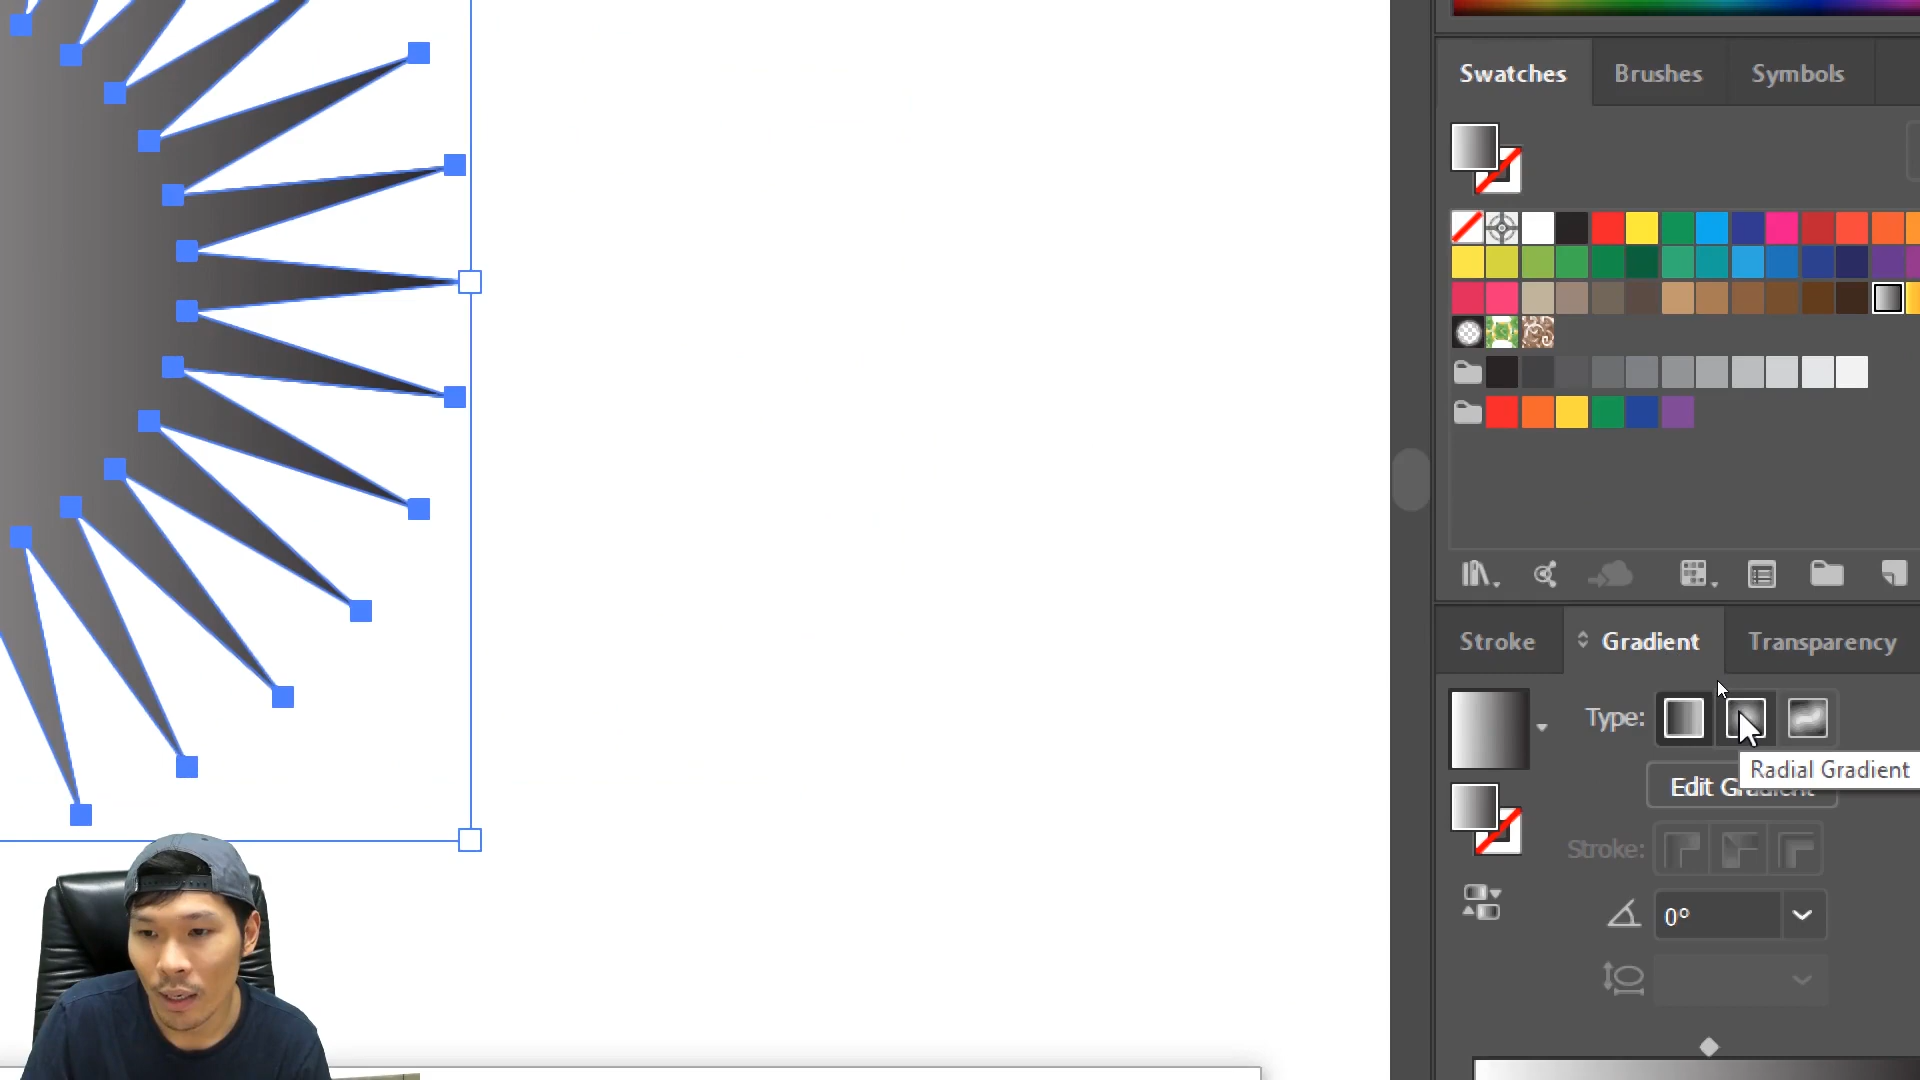 Swatches Brushes Symbols
Stroke Gradient Transparency
Type:
Radial Gradient
Edit Gradient
Stroke:
0°